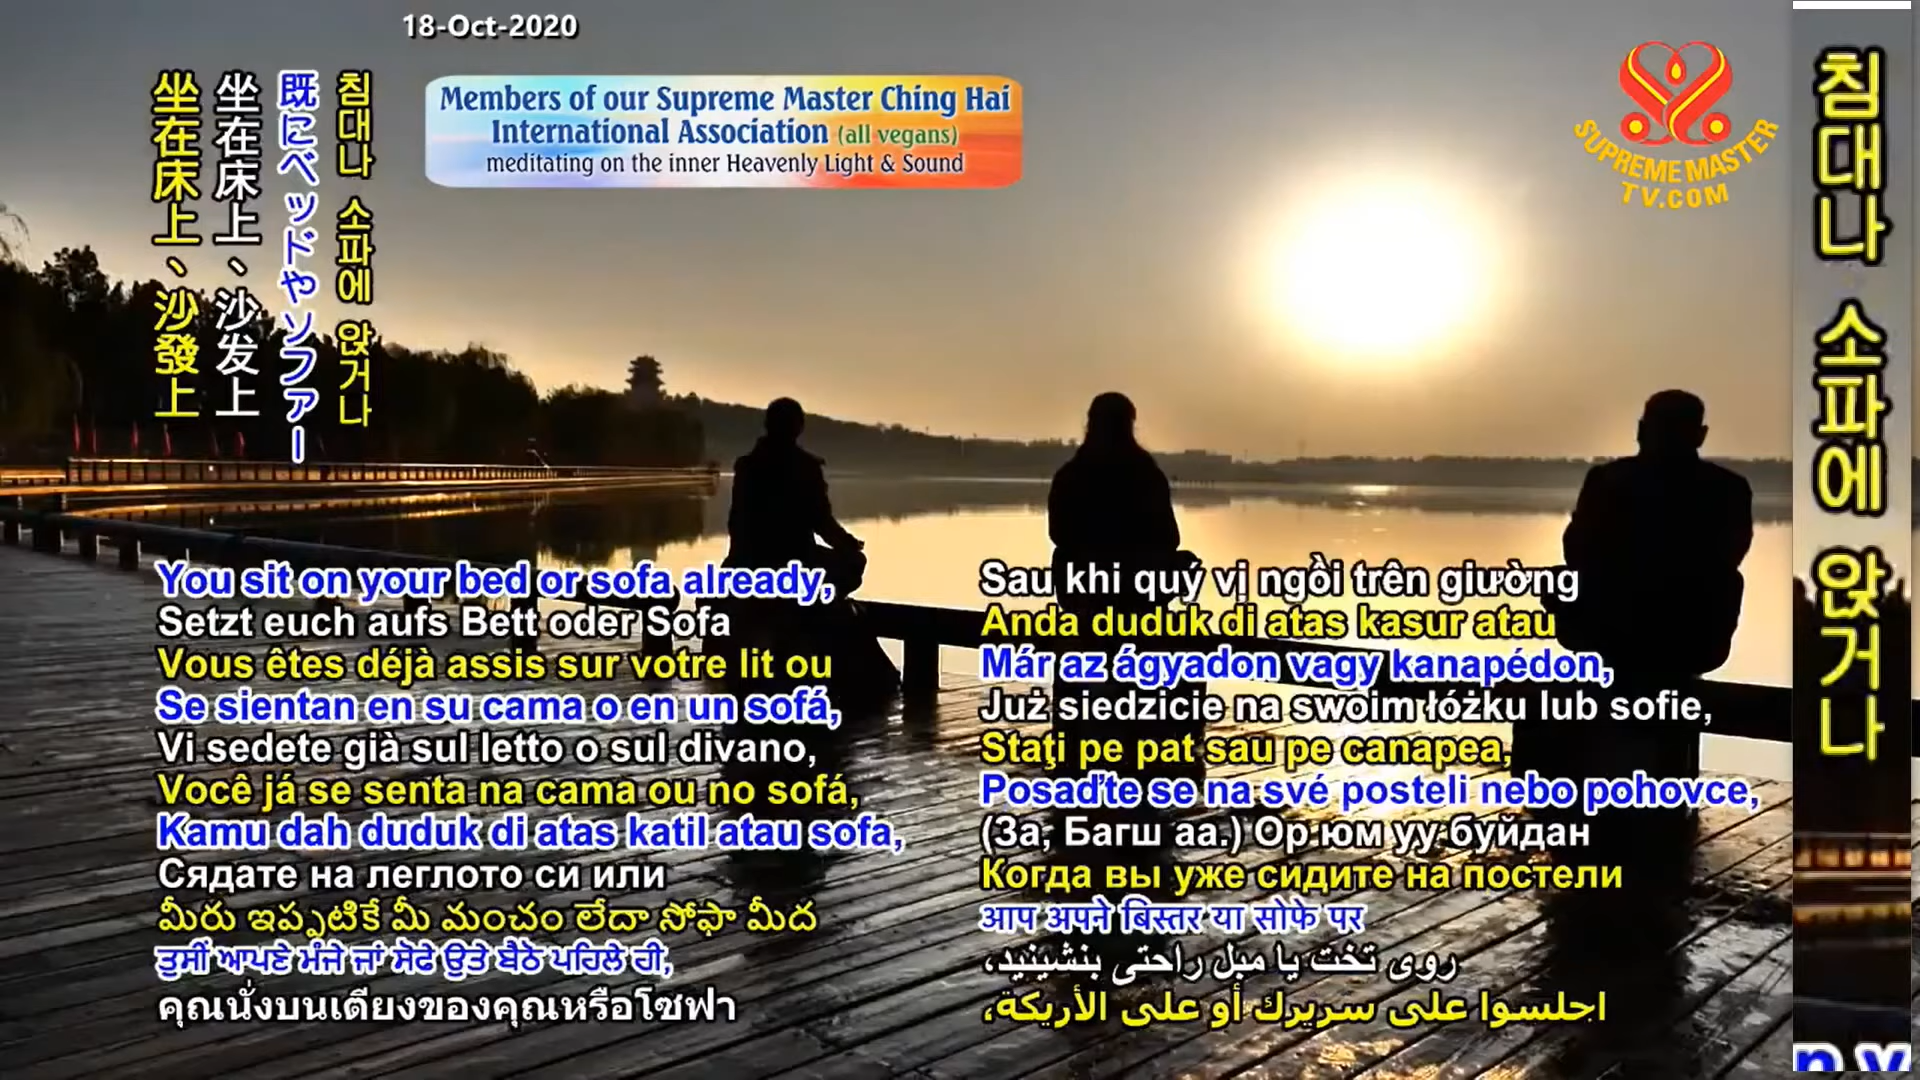 18-Oct-2020
Members of our Supreme Master Ching Hai
International Association (all vegans)
meditating on the inner Heavenly Light & Sound
SUPREME MASTER
TV.COM
침대나 소파에 앉거나
既にベッドやソファー
坐在床上、沙发上
坐在床上、沙發上
침대나 소파에 앉거나
You sit on your bed or sofa already,
Setzt euch aufs Bett oder Sofa
Vous êtes déjà assis sur votre lit ou
Se sientan en su cama o en un sofá,
Vi sedete già sul letto o sul divano,
Você já se senta na cama ou no sofá,
Kamu dah duduk di atas katil atau sofa,
Сядате на леглото си или
మీరు ఇప్పటికే మీ మంచం లేదా సోఫా మీద
ਤੁਸੀਂ ਆਪਣੇ ਮੰਜੇ ਜਾਂ ਸੋਫੇ ਉਤੇ ਬੈਠੋ ਪਹਿਲੇ ਹੀ,
คุณนั่งบนเตียงของคุณหรือโซฟา
Sau khi quý vị ngồi trên giường
Anda duduk di atas kasur atau
Már az ágyadon vagy kanapédon,
Już siedzicie na swoim łóżku lub sofie,
Staţi pe pat sau pe canapea,
Posaďte se na své posteli nebo pohovce,
(За, Багш аа.) Ор юм уу буйдан
Когда вы уже сидите на постели
आप अपने बिस्तर या सोफे पर
روی تخت یا مبل راحتی بنشینید،
اجلسوا على سريرك أو على الأريكة،